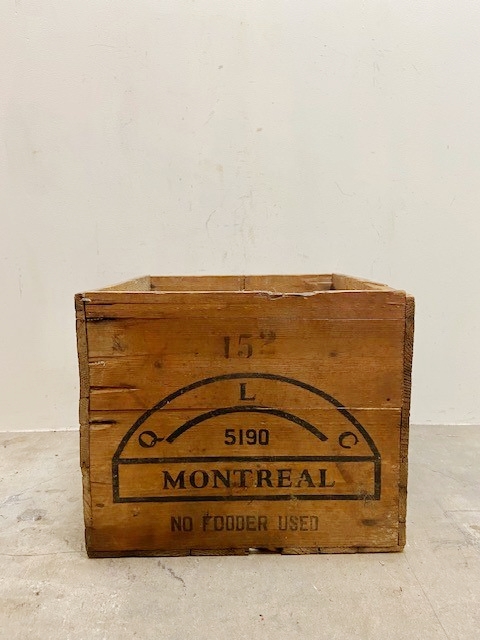 152
L
Q 5190 C
MONTREAL
NO FODDER USED